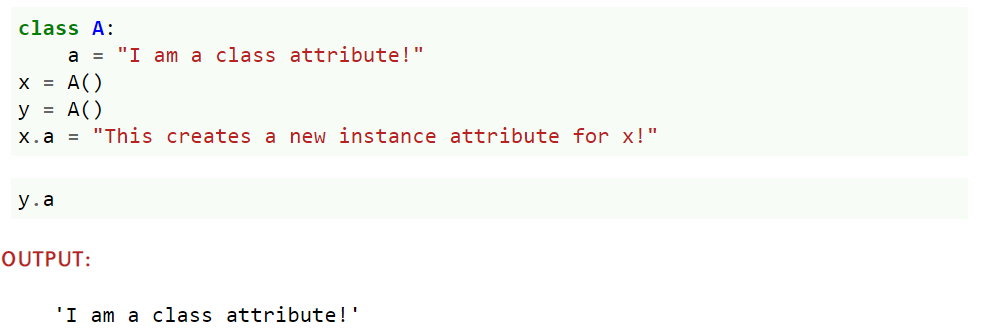 class A:
    a = "I am a class attribute!"
x = A()
y = A()
x.a = "This creates a new instance attribute for x!"
y.a
OUTPUT:
'I am a class attribute!'